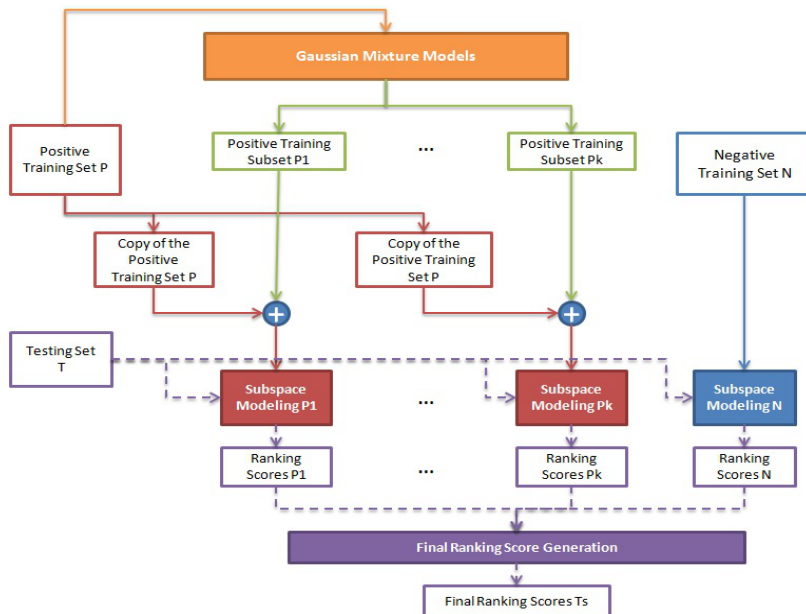 Gaussian Mixture Models
Positive
Training Set P
Positive Training
Subset P1
...
Positive Training
Subset Pk
Negative
Training Set N
Copy of the
Positive
Training Set P
Copy of the
Positive Training
Set P
+
+
Testing Set
T
Subspace
Modeling P1
...
Subspace
Modeling Pk
Subspace
Modeling N
Ranking
Scores P1
...
Ranking
Scores Pk
Ranking
Scores N
Final Ranking Score Generation
Final Ranking Scores Ts